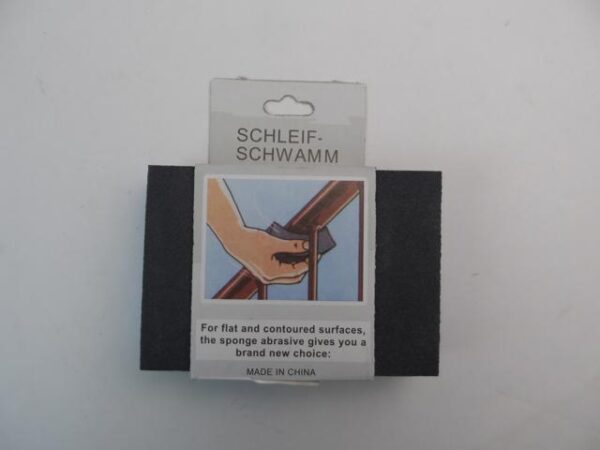 SCHLEIF-
SCHWAMM
For flat and contoured surfaces,
the sponge abrasive gives you a
brand new choice:
MADE IN CHINA